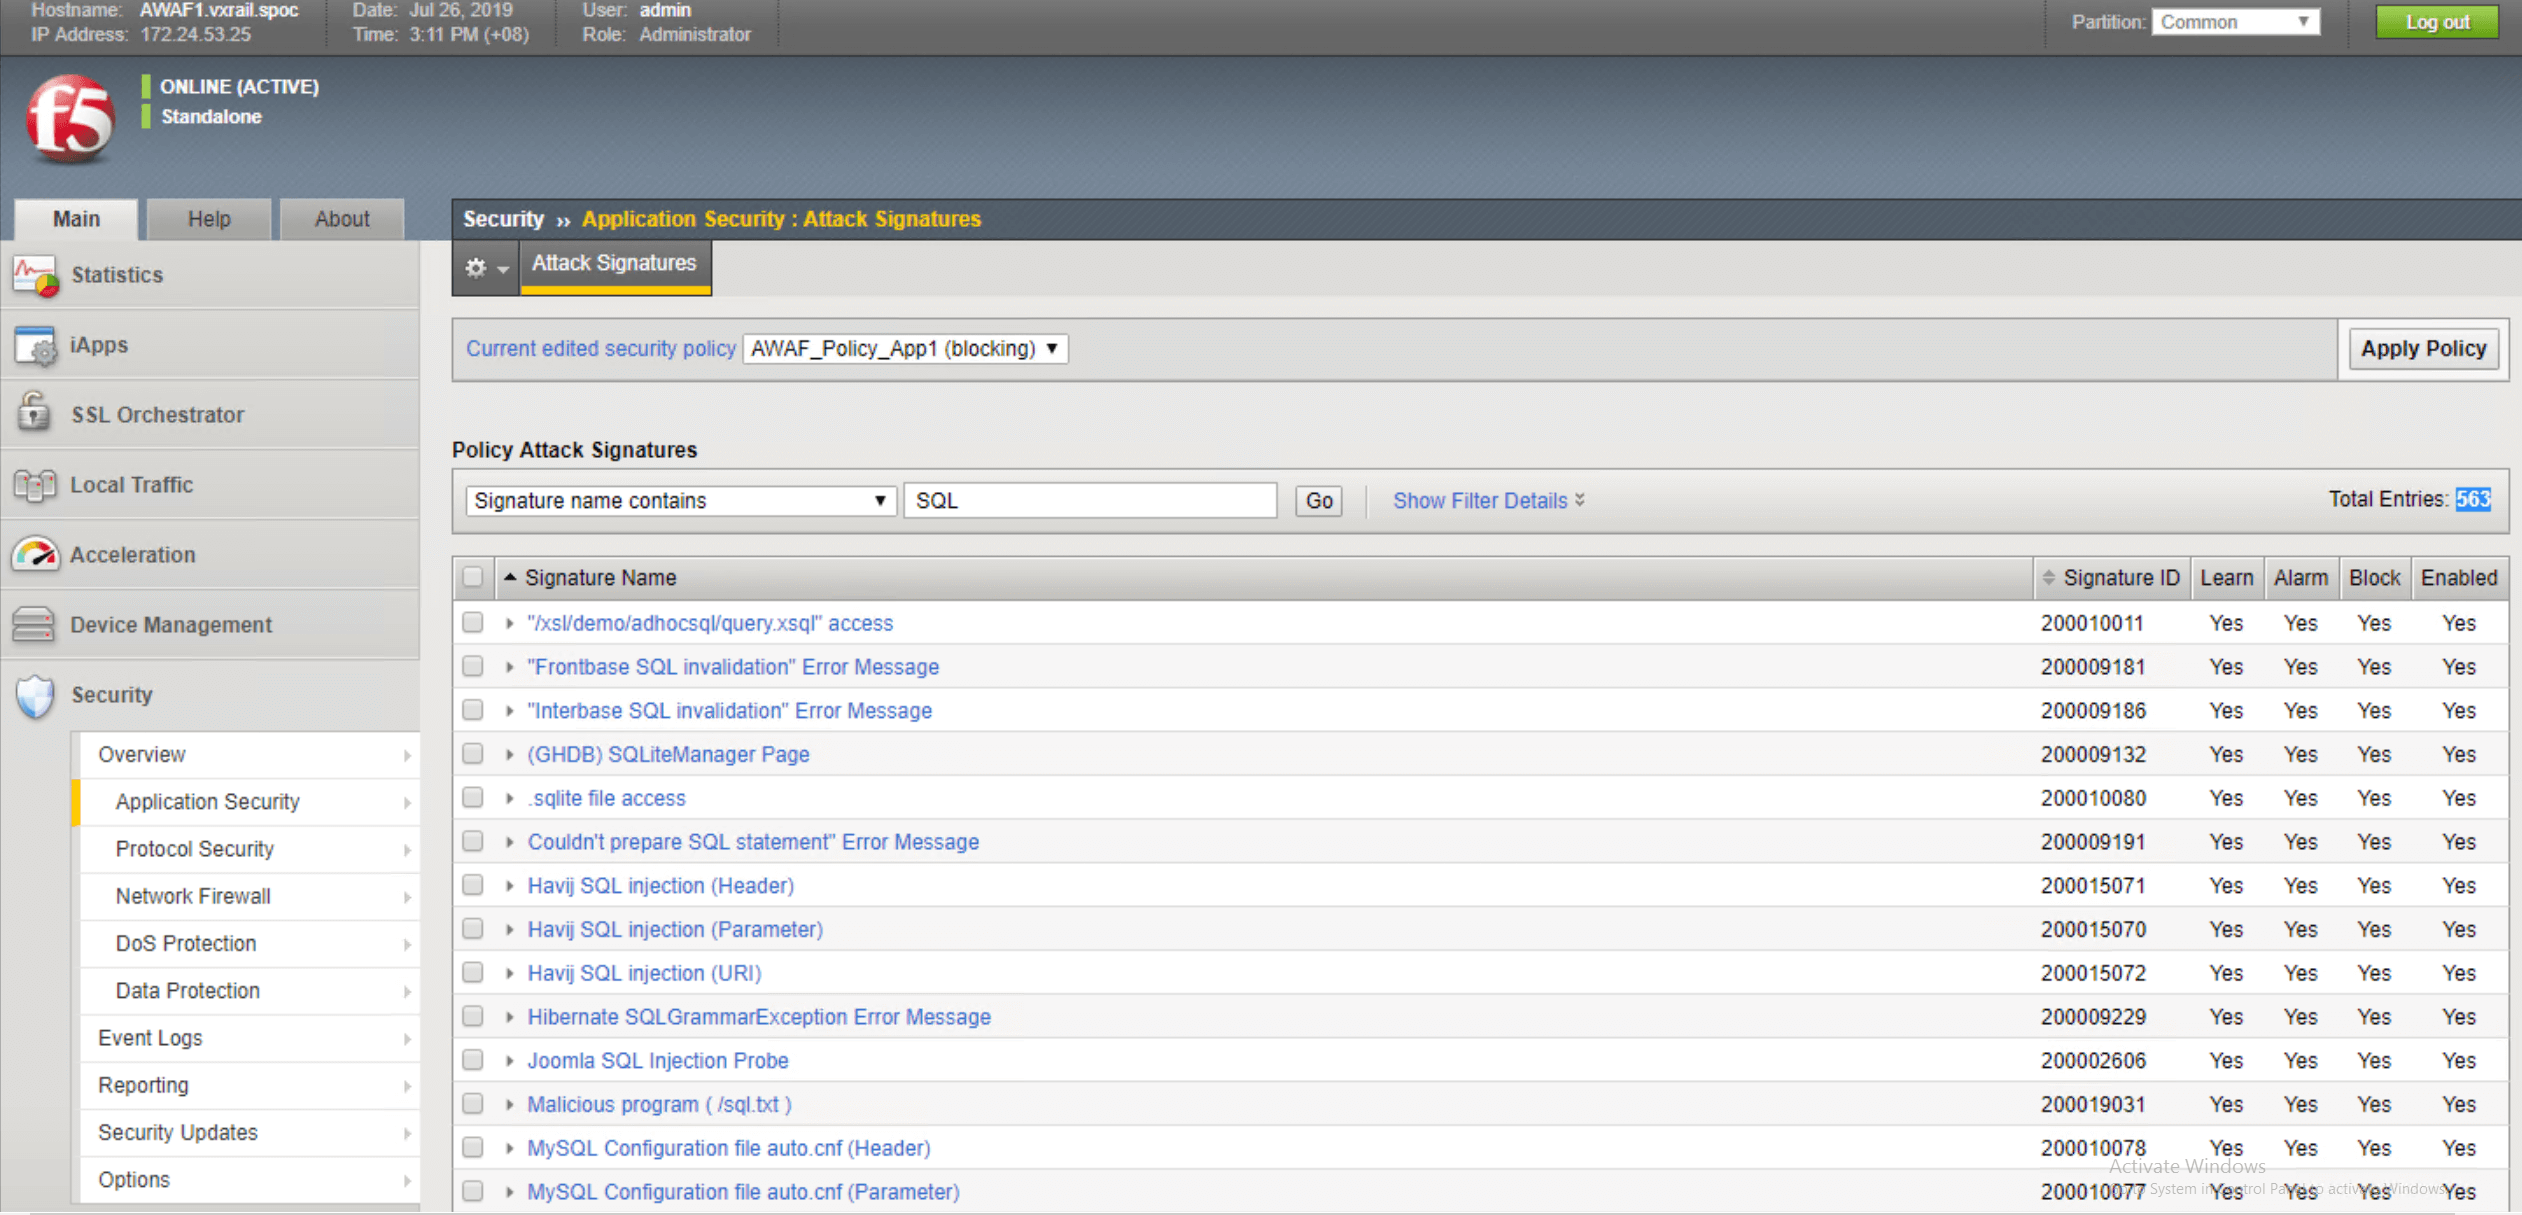 Hostname: AWAF1.vxrail.spoc Date: Jul 26, 2019 User: admin Partition: Common Log out
IP Address: 172.24.53.25 Time: 3:11 PM (+08) Role: Administrator
f5
ONLINE (ACTIVE)
Standalone
Main Help About
Security ›› Application Security : Attack Signatures
Attack Signatures
Statistics
iApps
SSL Orchestrator
Local Traffic
Acceleration
Device Management
Security
Overview
Application Security
Protocol Security
Network Firewall
DoS Protection
Data Protection
Event Logs
Reporting
Security Updates
Options
Current edited security policy AWAF_Policy_App1 (blocking) Apply Policy
Policy Attack Signatures
Signature name contains SQL Go Show Filter Details Total Entries: 563
Signature Name Signature ID Learn Alarm Block Enabled
"/xsl/demo/adhocsql/query.xsql" access 200010011 Yes Yes Yes Yes
"Frontbase SQL invalidation" Error Message 200009181 Yes Yes Yes Yes
"Interbase SQL invalidation" Error Message 200009186 Yes Yes Yes Yes
(GHDB) SQLiteManager Page 200009132 Yes Yes Yes Yes
.sqlite file access 200010080 Yes Yes Yes Yes
Couldn't prepare SQL statement" Error Message 200009191 Yes Yes Yes Yes
Havij SQL injection (Header) 200015071 Yes Yes Yes Yes
Havij SQL injection (Parameter) 200015070 Yes Yes Yes Yes
Havij SQL injection (URI) 200015072 Yes Yes Yes Yes
Hibernate SQLGrammarException Error Message 200009229 Yes Yes Yes Yes
Joomla SQL Injection Probe 200002606 Yes Yes Yes Yes
Malicious program ( /sql.txt ) 200019031 Yes Yes Yes Yes
MySQL Configuration file auto.cnf (Header) 200010078 Yes Yes Yes Yes
Activate Windows
MySQL Configuration file auto.cnf (Parameter) 200010077 Yes Yes Yes Yes
System in Control Panel to activate Windows.